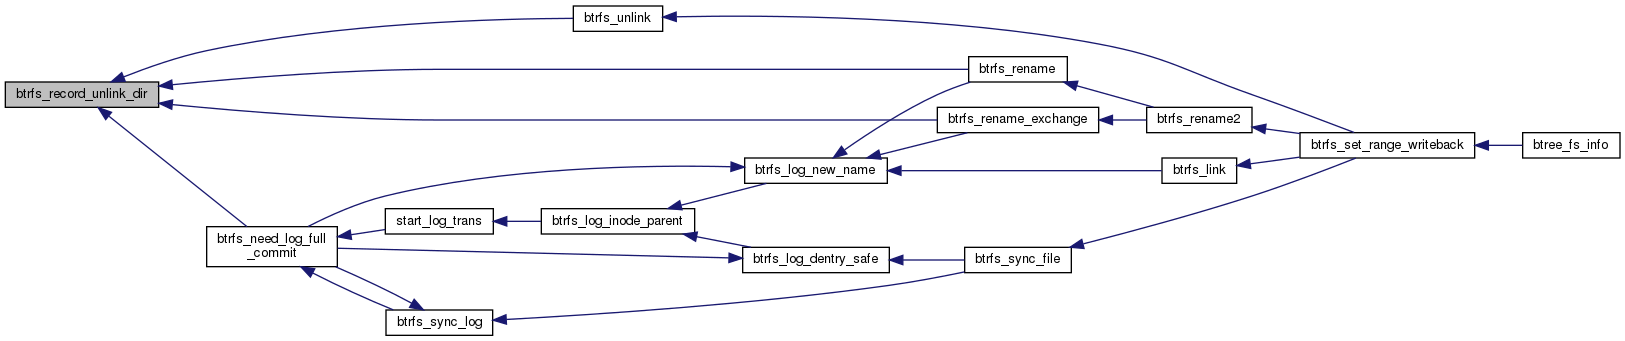 btrfs_unlink
btrfs_rename
btrfs_record_unlink_dir
btrfs_rename_exchange
btrfs_rename2
btrfs_set_range_writeback
btree_fs_info
btrfs_log_new_name
btrfs_link
start_log_trans
btrfs_log_inode_parent
btrfs_need_log_full
_commit
btrfs_log_dentry_safe
btrfs_sync_file
btrfs_sync_log